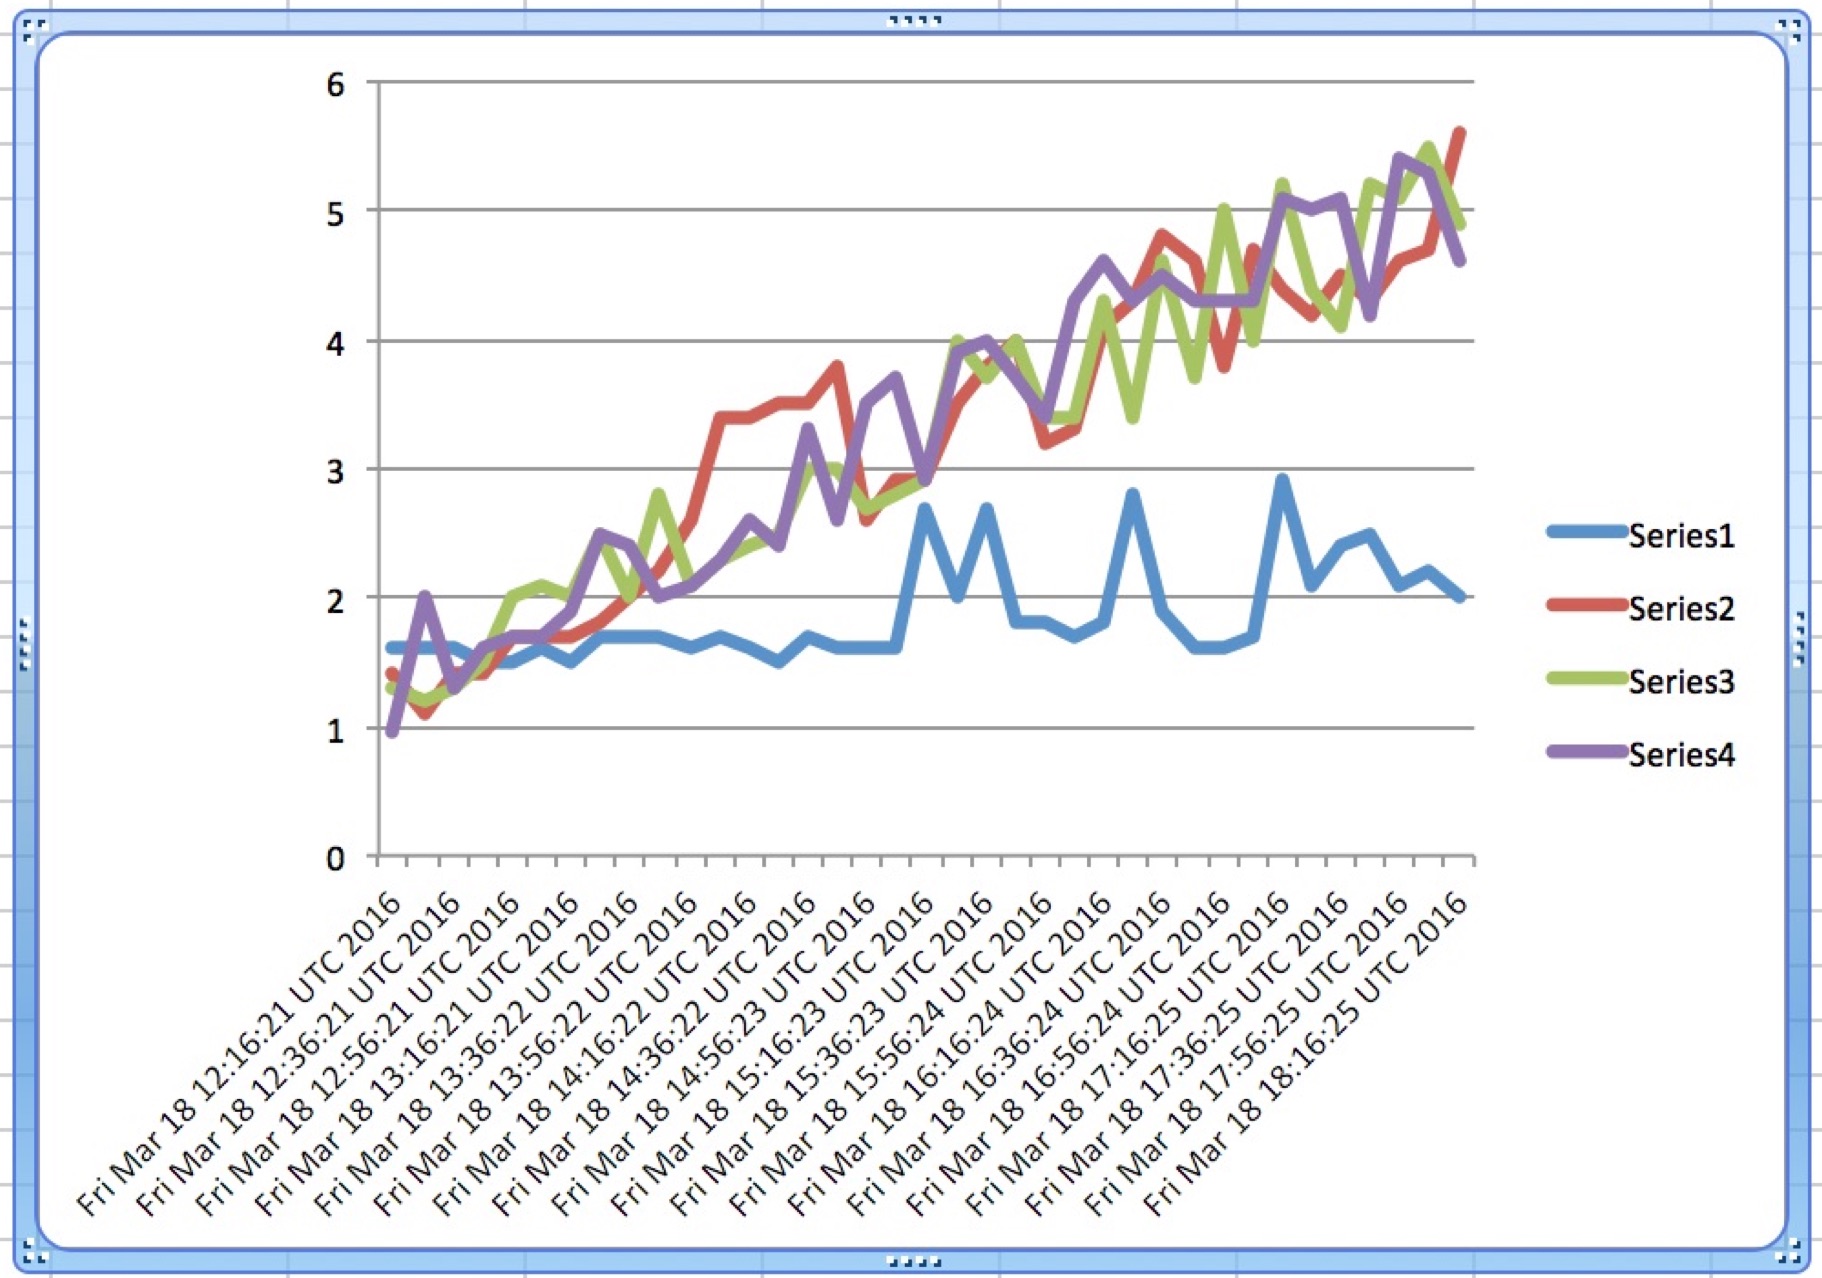 6
5
4
3
2
1
0
Series1
Series2
Series3
Series4
Fri Mar 18 12:16:21 UTC 2016
Fri Mar 18 12:36:21 UTC 2016
Fri Mar 18 12:56:21 UTC 2016
Fri Mar 18 13:16:21 UTC 2016
Fri Mar 18 13:36:22 UTC 2016
Fri Mar 18 13:56:22 UTC 2016
Fri Mar 18 14:16:22 UTC 2016
Fri Mar 18 14:36:22 UTC 2016
Fri Mar 18 14:56:23 UTC 2016
Fri Mar 18 15:16:23 UTC 2016
Fri Mar 18 15:36:23 UTC 2016
Fri Mar 18 15:56:24 UTC 2016
Fri Mar 18 16:16:24 UTC 2016
Fri Mar 18 16:36:24 UTC 2016
Fri Mar 18 16:56:24 UTC 2016
Fri Mar 18 17:16:25 UTC 2016
Fri Mar 18 17:36:25 UTC 2016
Fri Mar 18 17:56:25 UTC 2016
Fri Mar 18 18:16:25 UTC 2016